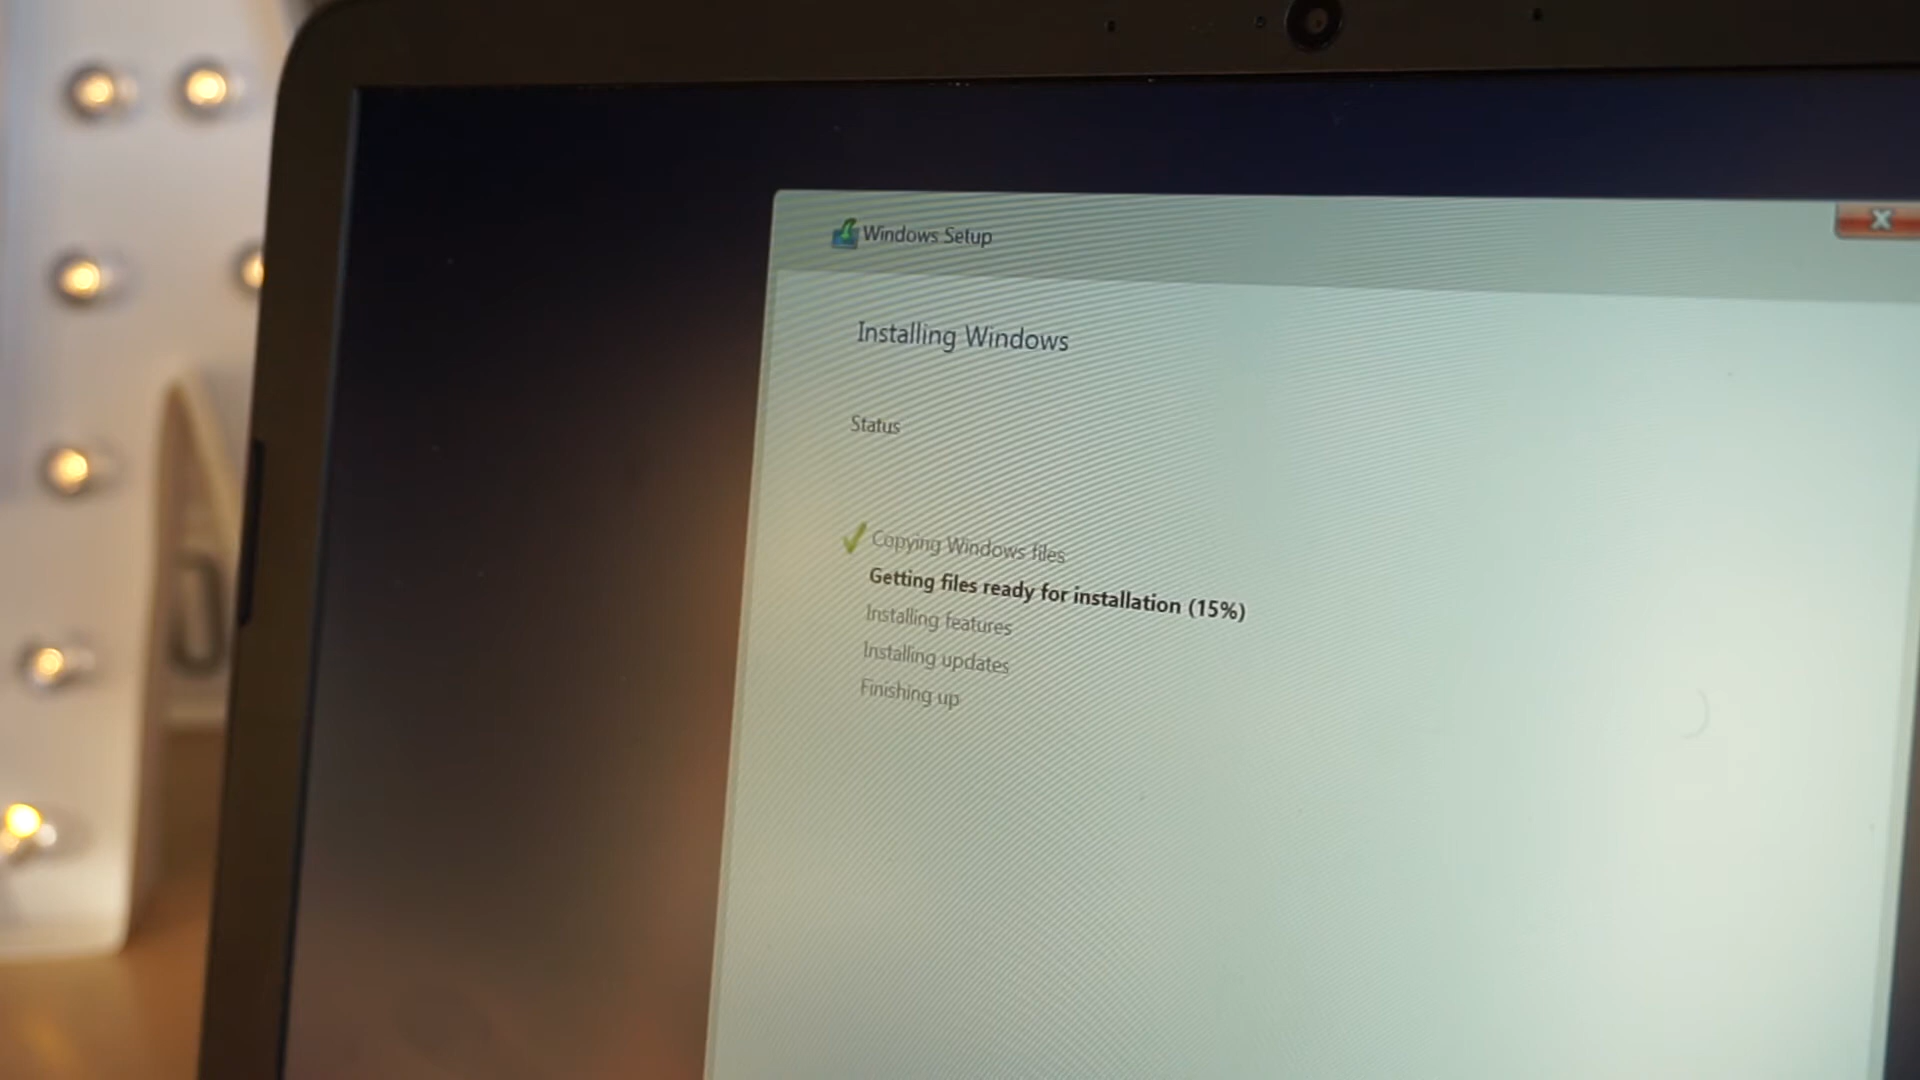 Windows Setup
Installing Windows
Status
Copying Windows files
Getting files ready for installation (15%)
Installing features
Installing updates
Finishing up